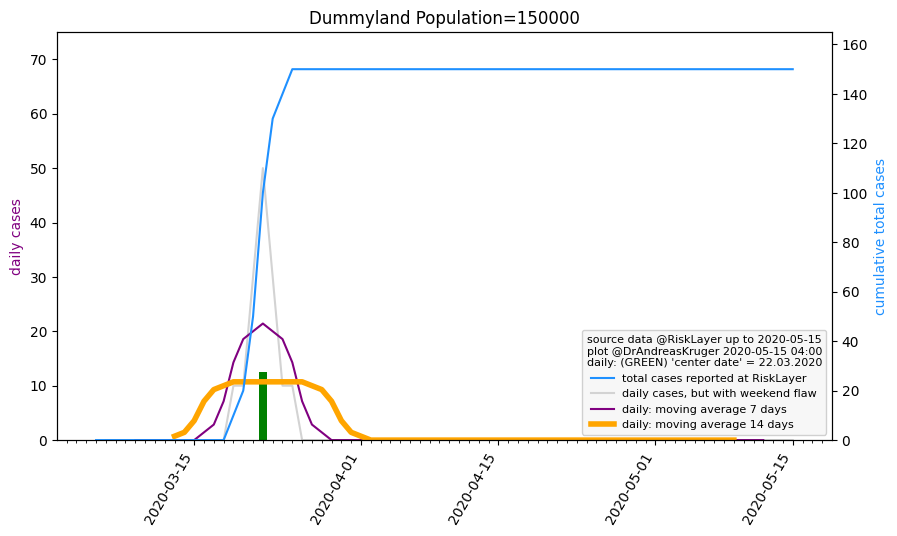 Dummyland Population=150000
daily cases
70
60
50
40
30
20
10
0
160
140
120
100
80
60
40
20
0
cumulative total cases
source data @RiskLayer up to 2020-05-15
plot @DrAndreasKruger 2020-05-15 04:00
daily: (GREEN) 'center date' = 22.03.2020
total cases reported at RiskLayer
daily cases, but with weekend flaw
daily: moving average 7 days
daily: moving average 14 days
2020-03-15
2020-04-01
2020-04-15
2020-05-01
2020-05-15